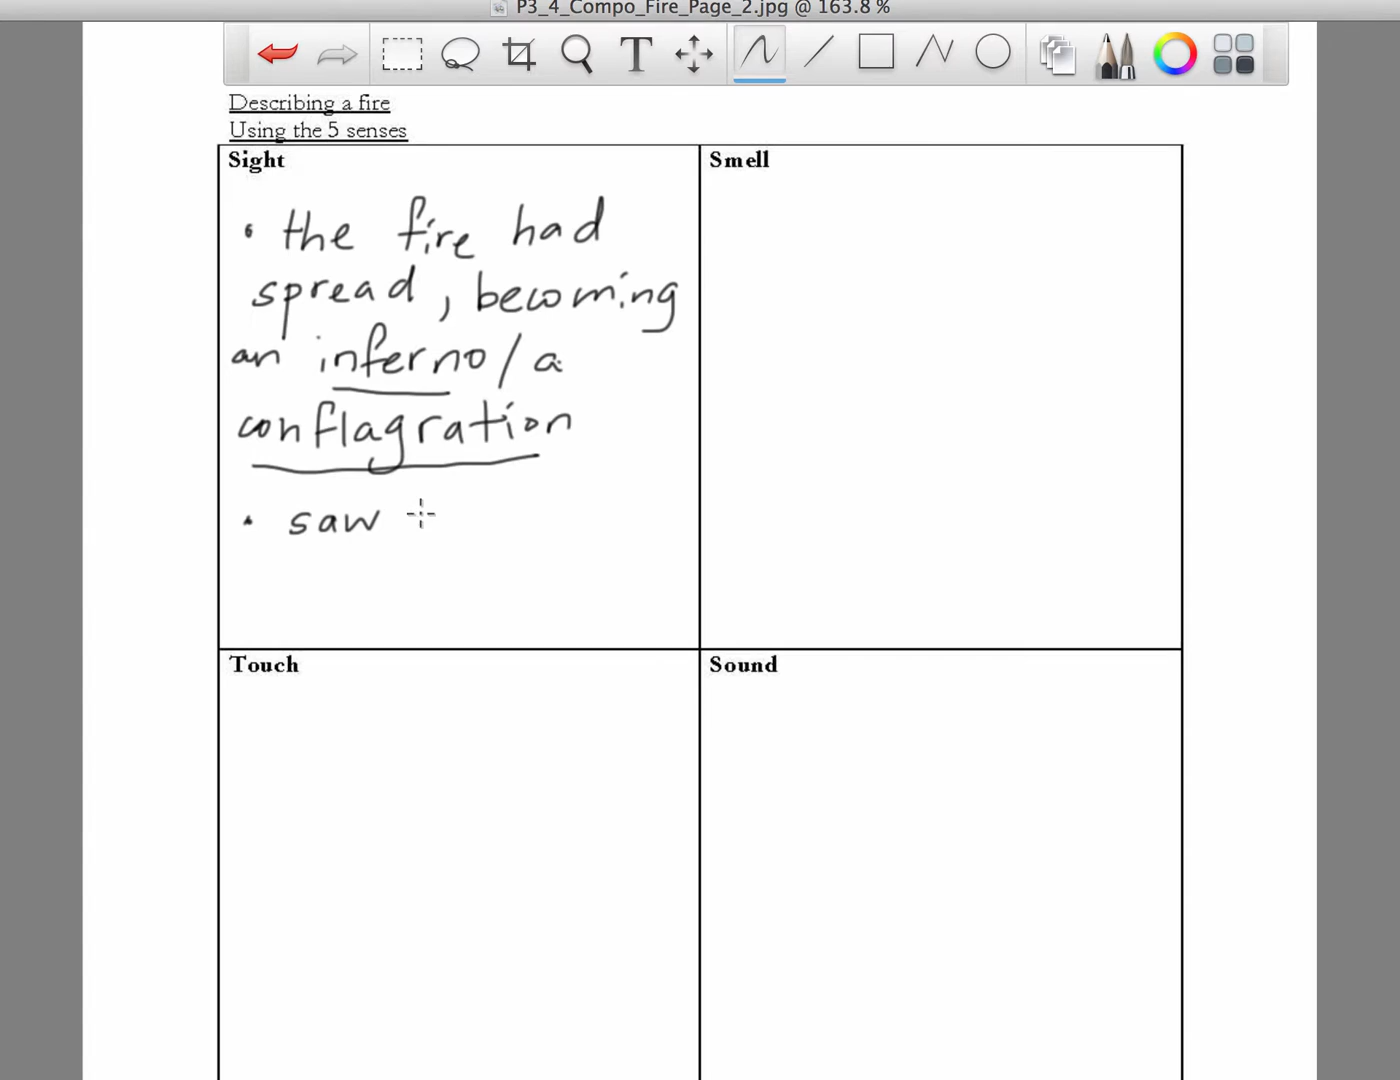 P3_4_Compo_Fire_Page_2.jpg @ 163.8 %
T
Describing a fire
Using the 5 senses
Sight
Smell
• the fire had
spread, becoming
an inferno/a
conflagration
• saw
Touch
Sound